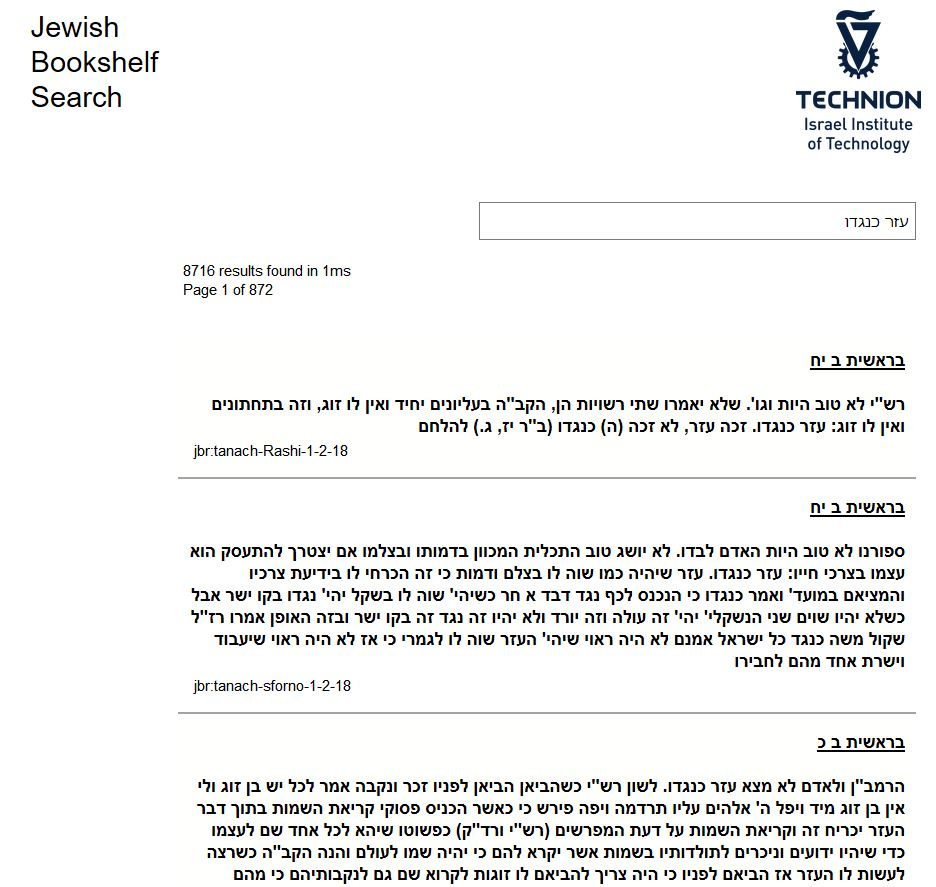 Jewish
Bookshelf
Search
TECHNION
Israel Institute
of Technology
עזר כנגדו
8716 results found in 1ms
Page 1 of 872
בראשית ב יח
רש"י לא טוב היות וגו'. שלא יאמרו שתי רשויות הן, הקב"ה בעליונים יחיד ואין לו זוג, וזה בתחתונים
ואין לו זוג: עזר כנגדו. זכה עזר, לא זכה (ה) כנגדו (ב"ר יז, ג.) להלחם
jbr:tanach-Rashi-1-2-18
בראשית ב יח
ספורנו לא טוב היות האדם לבדו. לא יושג טוב התכלית המכוון בדמותו ובצלמו אם יצטרך להתעסק הוא
עצמו בצרכי חייו: עזר כנגדו. עזר שיהיה כמו שוה לו בצלם ודמות כי זה הכרחי לו בידיעת צרכיו
והמציאם במועד' ואמר כנגדו כי הנכנס לכף נגד דבד א חר כשיהי' שוה לו בשקל יהי' נגדו בקו ישר אבל
כשלא יהיו שוים שני הנשקלי' יהי' זה עולה וזה יורד ולא יהיו זה נגד זה בקו ישר ובזה האופן אמרו רז"ל
שקול משה כנגד כל ישראל אמנם לא היה ראוי שיהי' העזר שוה לו לגמרי כי אז לא היה ראוי שיעבוד
וישרת אחד מהם לחבירו
jbr:tanach-sforno-1-2-18
בראשית ב כ
הרמב"ן ולאדם לא מצא עזר כנגדו. לשון רש"י כשהביאן הביאן לפניו זכר ונקבה אמר לכל יש בן זוג ולי
אין בן זוג מיד ויפל ה' אלהים עליו תרדמה ויפה פירש כי כאשר הכניס פסוקי קריאת השמות בתוך דבר
העזר יכריח זה וקריאת השמות על דעת המפרשים (רש"י ורד"ק) כפשוטו שיהא לכל אחד שם לעצמו
כדי שיהיו ידועים וניכרים לתולדותיו בשמות אשר יקרא להם כי יהיה שמו לעולם והנה הקב"ה כשרצה
לעשות לו העזר אז הביאם לפניו כי היה צריך להביאם לו זוגות לקרוא שם גם לנקבותיהם כי מהם